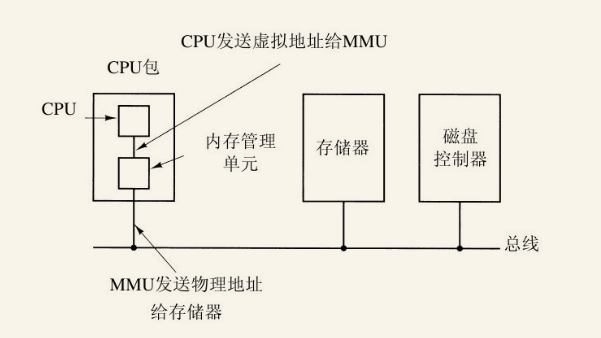 CPU发送虚拟地址给MMU
CPU包
CPU
内存管理
单元
存储器
磁盘
控制器
总线
MMU发送物理地址
给存储器